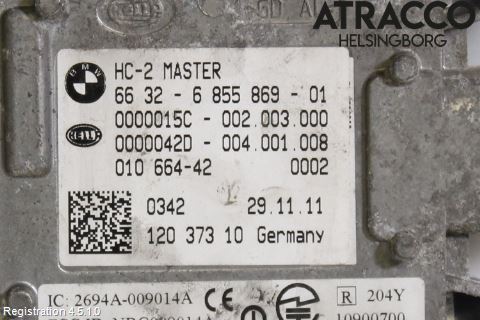 ATRACCO
HELSINGBORG
BMW
HC-2 MASTER
66 32 - 6 855 869 - 01
HELLA
0000015C - 002.003.000
0000042D - 004.001.008
010 664-42 0002
0342 29.11.11
120 373 10 Germany
IC: 2694A-009014A
R 204Y
10900700
Registration 4.5.1.0